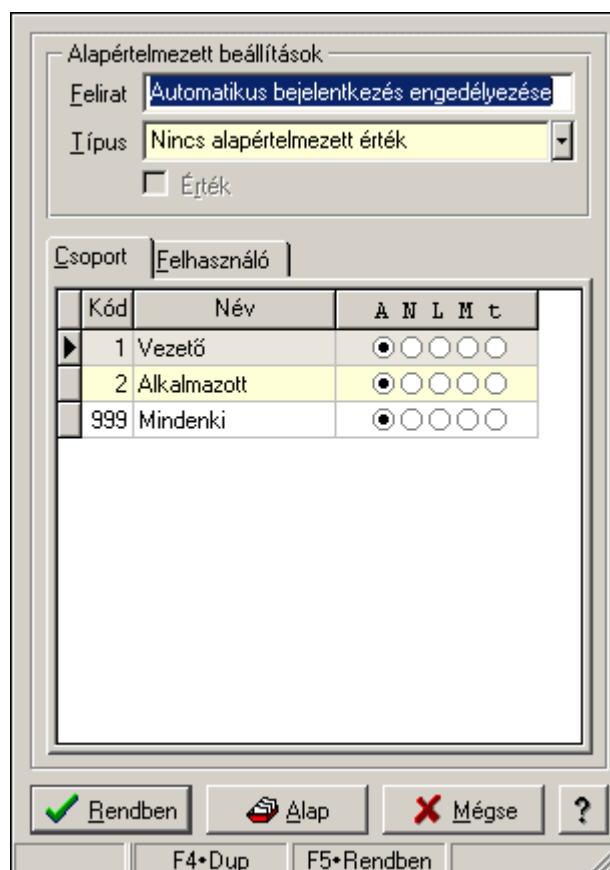 Alapértelmezett beállítások
Felirat Automatikus bejelentkezés engedélyezése
Típus Nincs alapértelmezett érték
Érték
Csoport Felhasználó
Kód Név A N L M t
1 Vezető
2 Alkalmazott
999 Mindenki
Rendben Alap Mégse ?
F4•Dup F5•Rendben